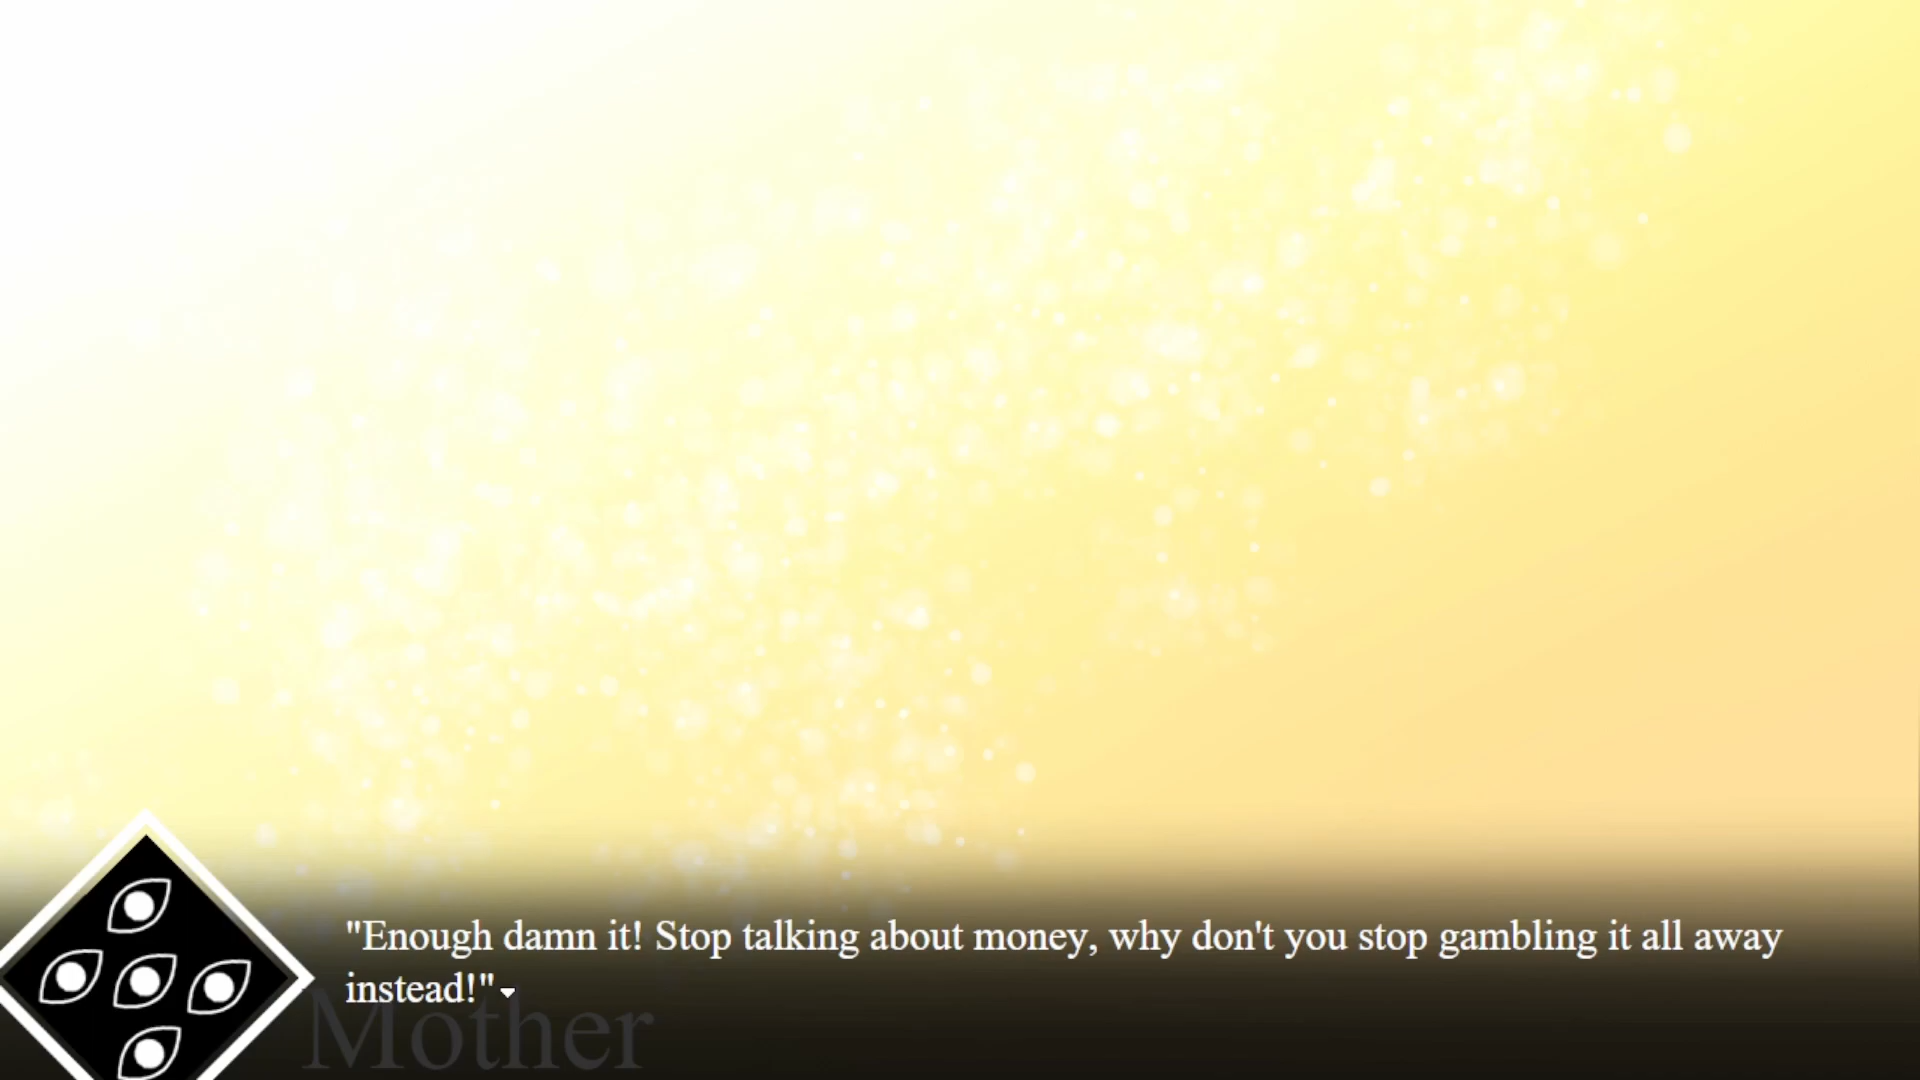 "Enough damn it! Stop talking about money, why don't you stop gambling it all away
instead!"
Mother